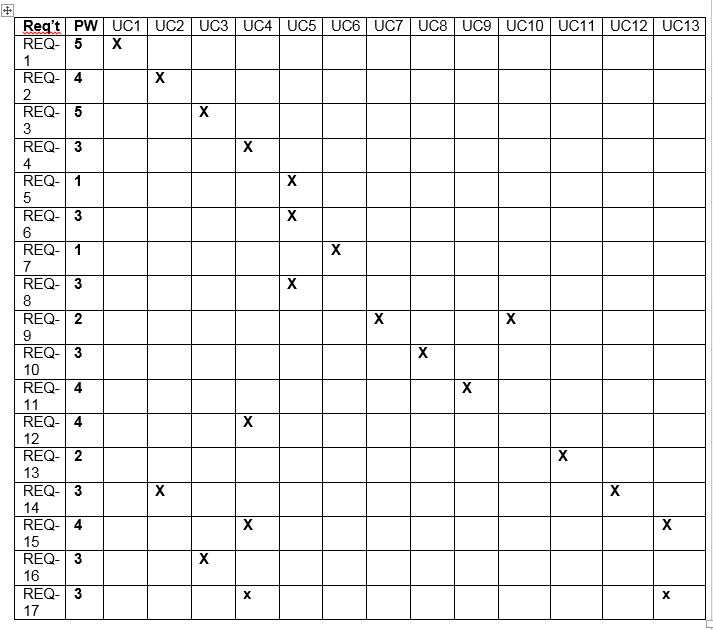 Req't PW UC1 UC2 UC3 UC4 UC5 UC6 UC7 UC8 UC9 UC10 UC11 UC12 UC13
REQ- 5 X
1
REQ- 4 X
2
REQ- 5 X
3
REQ- 3 X
4
REQ- 1 X
5
REQ- 3 X
6
REQ- 1 X
7
REQ- 3 X
8
REQ- 2 X X
9
REQ- 3 X
10
REQ- 4 X
11
REQ- 4 X
12
REQ- 2 X
13
REQ- 3 X X
14
REQ- 4 X X
15
REQ- 3 X
16
REQ- 3 x x
17